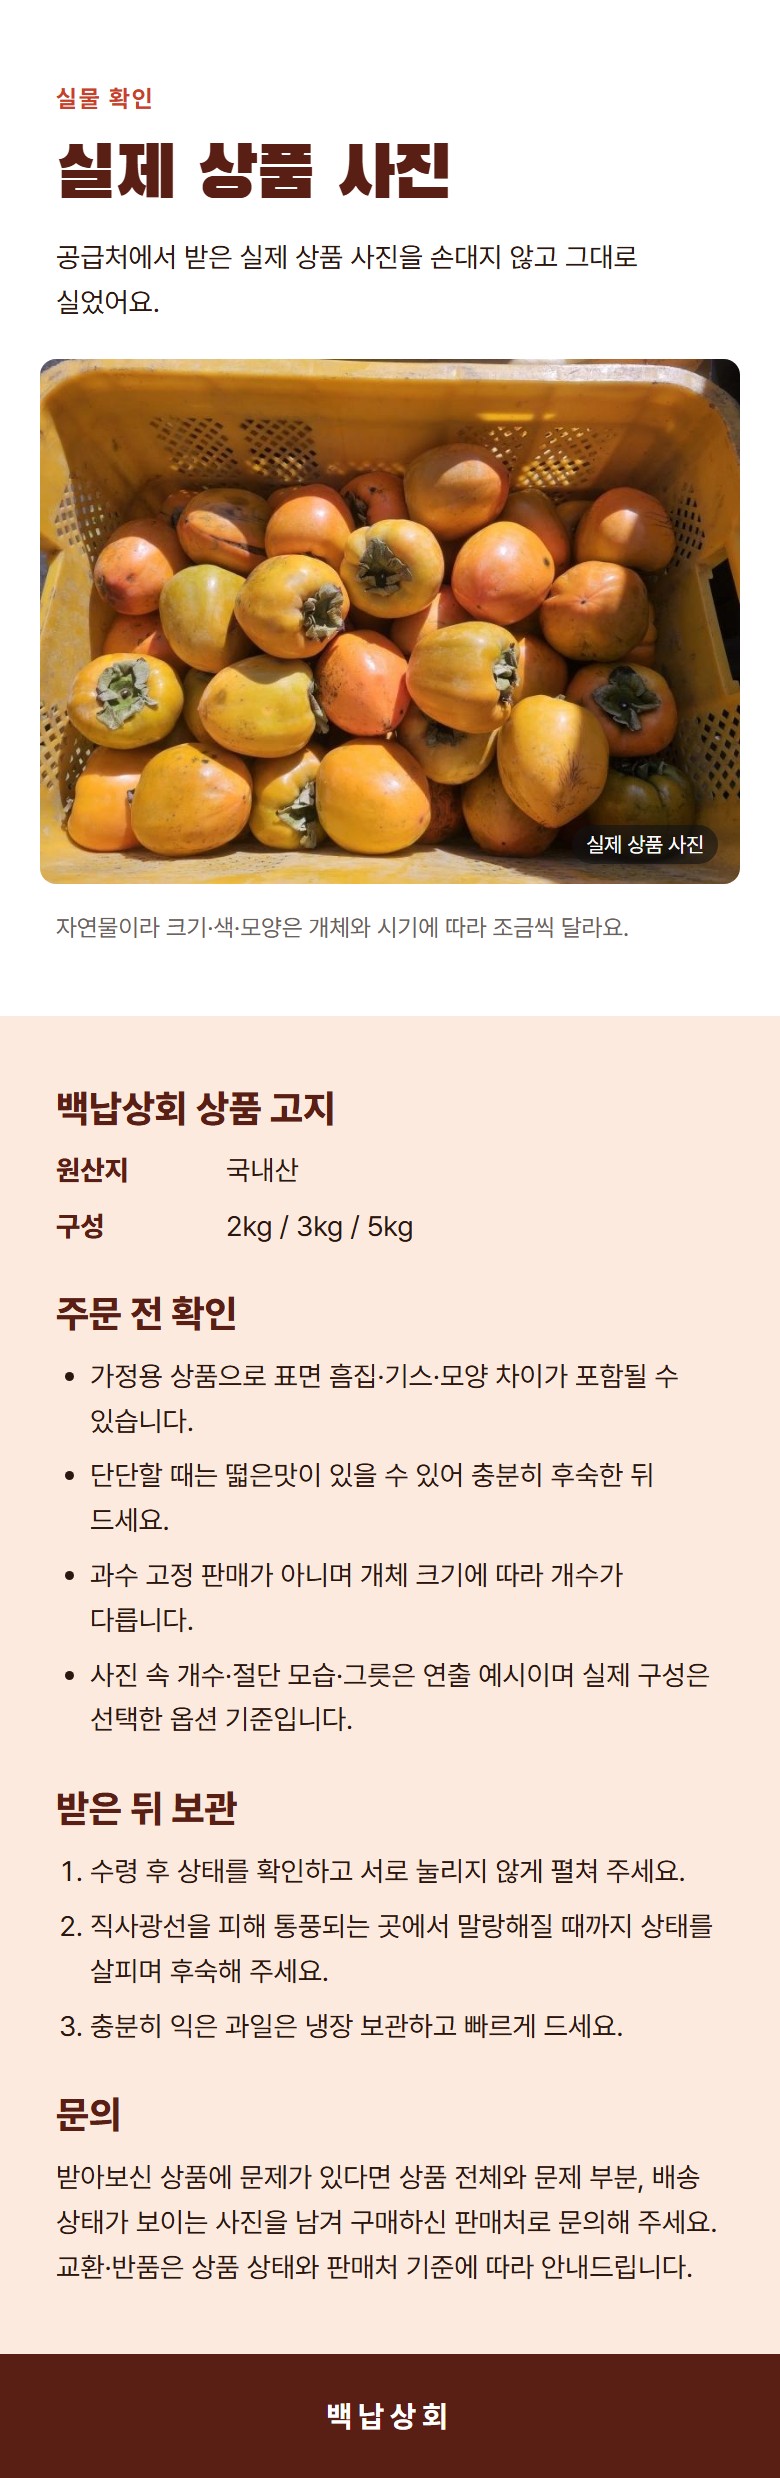 실물 확인
실제 상품 사진
공급처에서 받은 실제 상품 사진을 손대지 않고 그대로
실었어요.
실제 상품 사진
자연물이라 크기·색·모양은 개체와 시기에 따라 조금씩 달라요.
백납상회 상품 고지
원산지 국내산
구성 2kg / 3kg / 5kg
주문 전 확인
• 가정용 상품으로 표면 흠집·기스·모양 차이가 포함될 수
있습니다.
• 단단할 때는 떫은맛이 있을 수 있어 충분히 후숙한 뒤
드세요.
• 과수 고정 판매가 아니며 개체 크기에 따라 개수가
다릅니다.
• 사진 속 개수·절단 모습·그릇은 연출 예시이며 실제 구성은
선택한 옵션 기준입니다.
받은 뒤 보관
1. 수령 후 상태를 확인하고 서로 눌리지 않게 펼쳐 주세요.
2. 직사광선을 피해 통풍되는 곳에서 말랑해질 때까지 상태를
살피며 후숙해 주세요.
3. 충분히 익은 과일은 냉장 보관하고 빠르게 드세요.
문의
받아보신 상품에 문제가 있다면 상품 전체와 문제 부분, 배송
상태가 보이는 사진을 남겨 구매하신 판매처로 문의해 주세요.
교환·반품은 상품 상태와 판매처 기준에 따라 안내드립니다.
백납상회